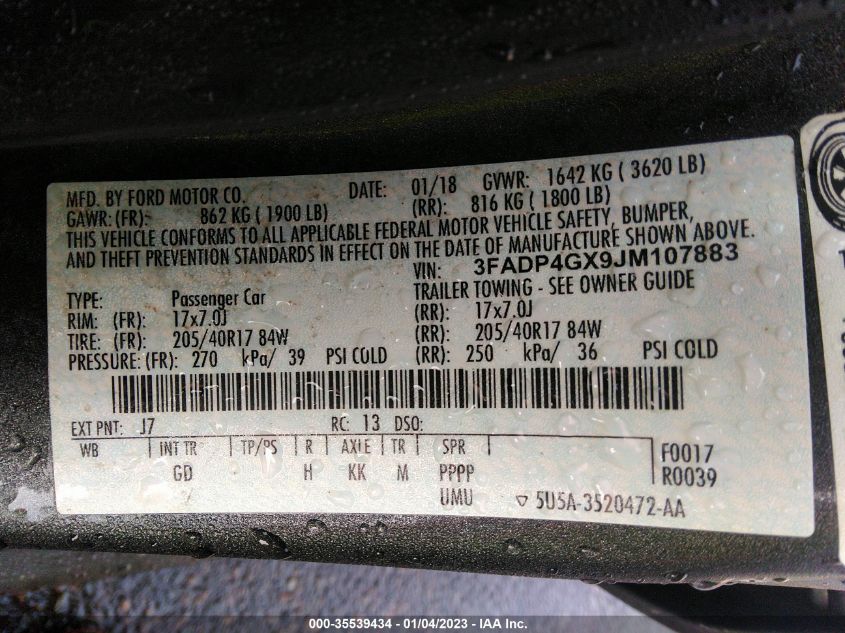 MFD. BY FORD MOTOR CO. DATE: 01/18 GVWR: 1642 KG ( 3620 LB)
GAWR: (FR): 862 KG ( 1900 LB) (RR): 816 KG ( 1800 LB)
THIS VEHICLE CONFORMS TO ALL APPLICABLE FEDERAL MOTOR VEHICLE SAFETY, BUMPER,
AND THEFT PREVENTION STANDARDS IN EFFECT ON THE DATE OF MANUFACTURE SHOWN ABOVE.
VIN: 3FADP4GX9JM107883
TYPE: Passenger Car TRAILER TOWING - SEE OWNER GUIDE
RIM: (FR): 17x7.0J (RR): 17x7.0J
TIRE: (FR): 205/40R17 84W (RR): 205/40R17 84W
PRESSURE: (FR): 270 kPa/ 39 PSI COLD (RR): 250 kPa/ 36 PSI COLD
EXT PNT: J7 RC: 13 DSO:
WB INT TR TP/PS R AXLE TR SPR F0017
GD H KK M PPPP R0039
UMU ▽ 5U5A-3520472-AA
000-35539434 - 01/04/2023 - IAA Inc.